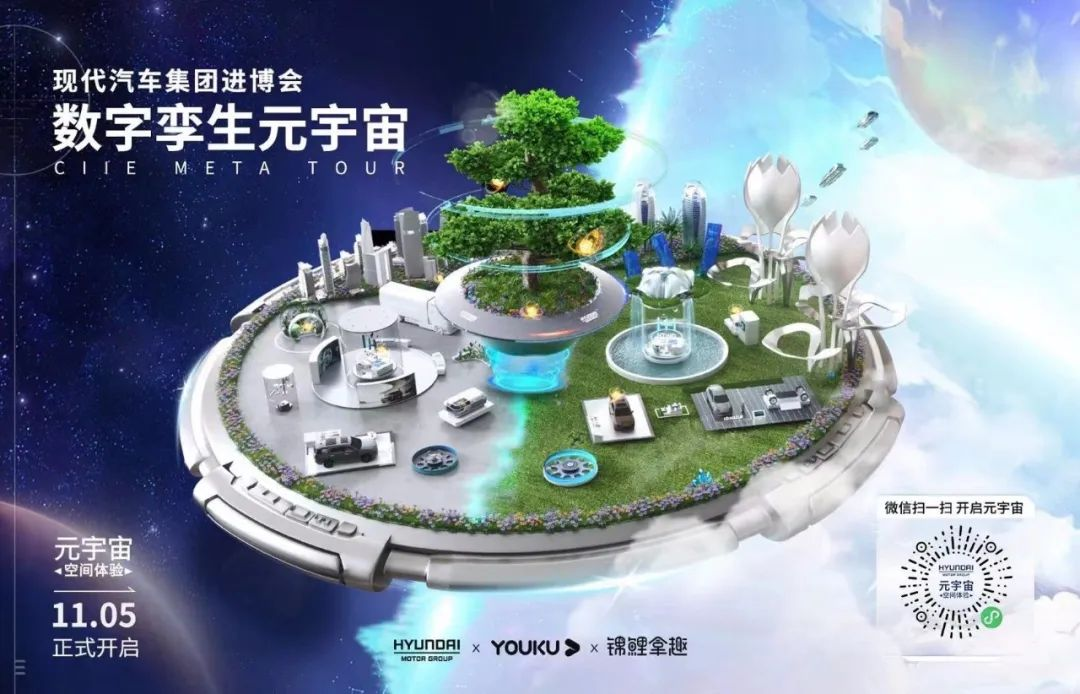 现代汽车集团进博会
数字孪生元宇宙
CIIE META TOUR
微信扫一扫 开启元宇宙
HYUNDAI
MOTOR GROUP
元宇宙
空间体验
元宇宙
空间体验
11.05
正式开启
HYUNDAI
MOTOR GROUP
×
YOUKU
×
锦鲤拿趣